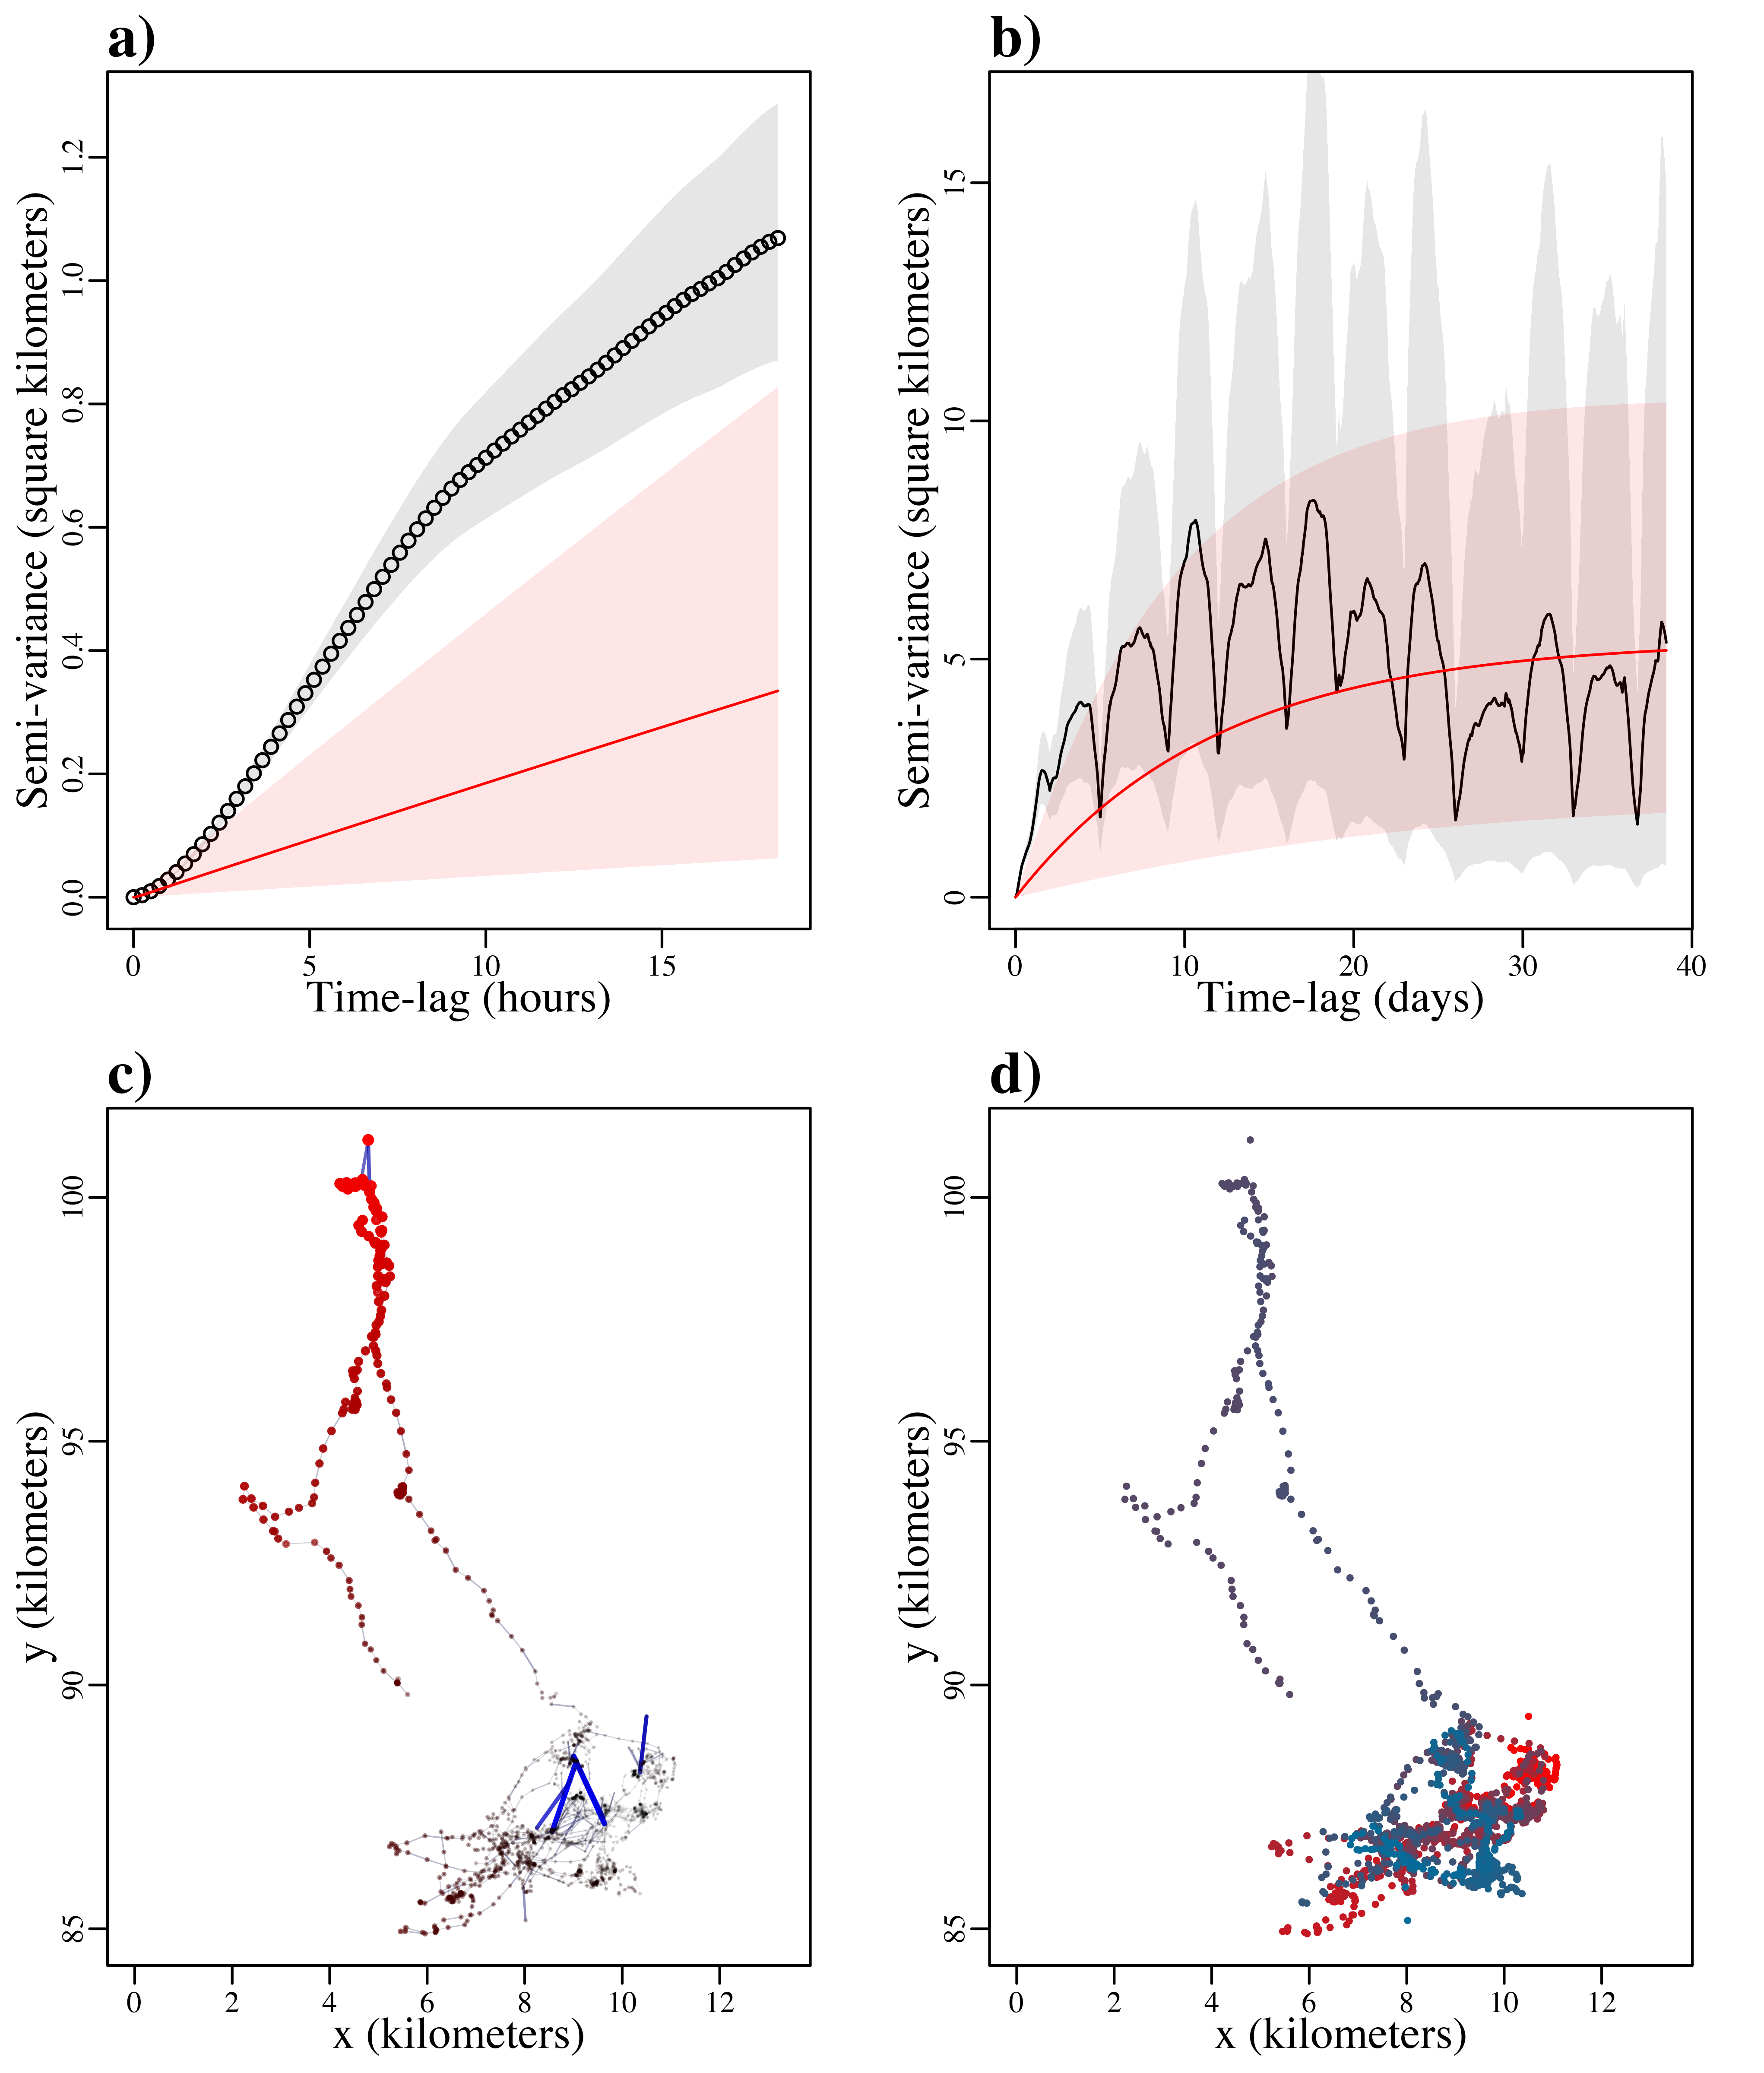 a)
Semi-variance (square kilometers)
0.0 0.2 0.4 0.6 0.8 1.0 1.2
0 5 10 15
Time-lag (hours)
b)
Semi-variance (square kilometers)
0 5 10 15
0 10 20 30 40
Time-lag (days)
c)
y (kilometers)
85 90 95 100
0 2 4 6 8 10 12
x (kilometers)
d)
y (kilometers)
85 90 95 100
0 2 4 6 8 10 12
x (kilometers)